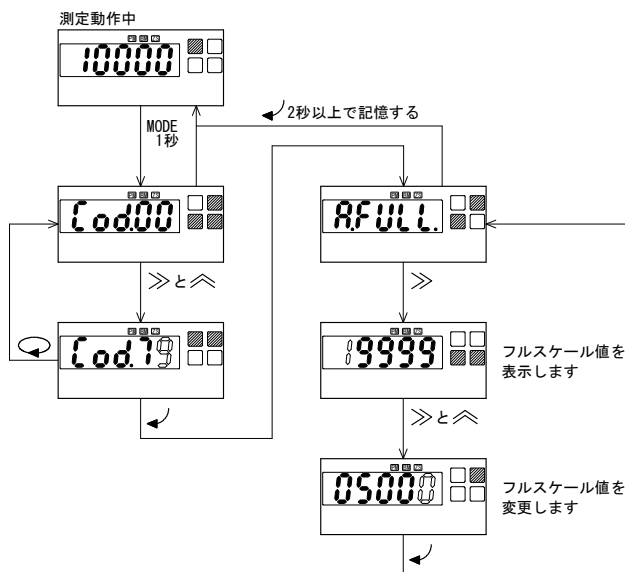 測定動作中
10000
2秒以上で記憶する
MODE
1秒
Cod.00
A.FULL.
≫と︽
≫
Cod.79
19999
フルスケール値を
表示します
≫と︽
05000
フルスケール値を
変更します